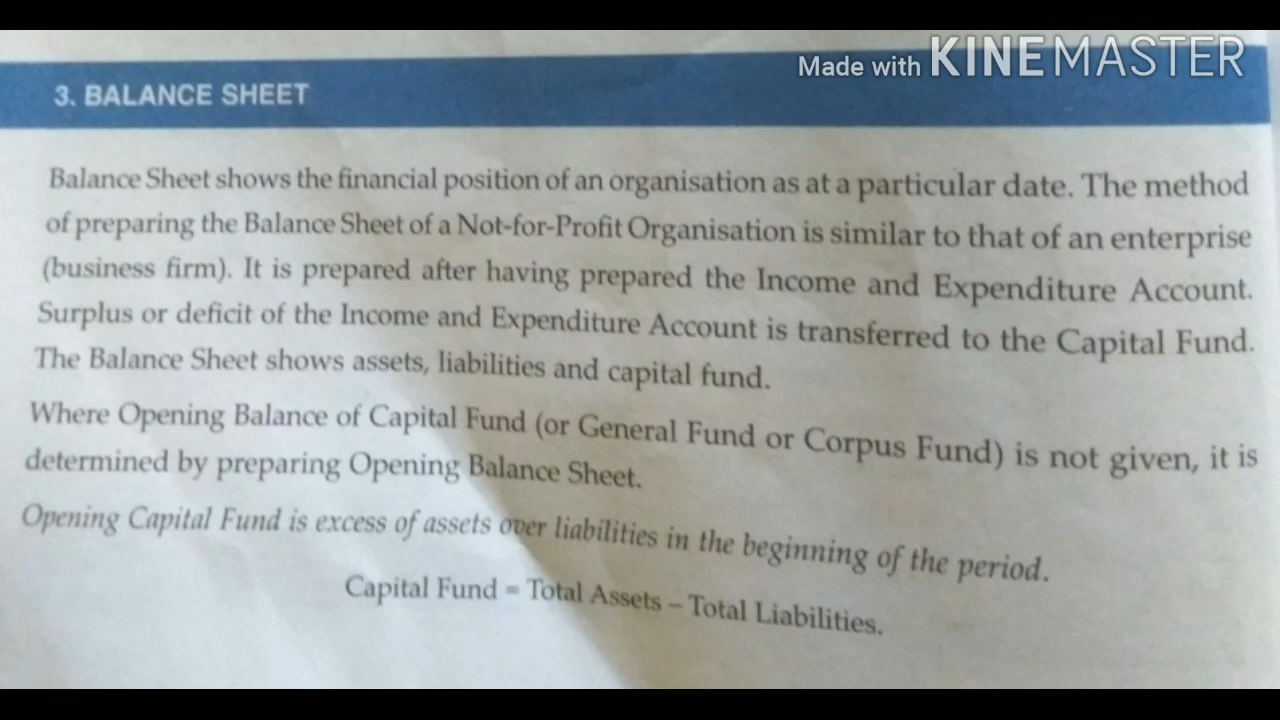 Made with KINEMASTER
3. BALANCE SHEET
Balance Sheet shows the financial position of an organisation as at a particular date. The method
of preparing the Balance Sheet of a Not-for-Profit Organisation is similar to that of an enterprise
(business firm). It is prepared after having prepared the Income and Expenditure Account.
Surplus or deficit of the Income and Expenditure Account is transferred to the Capital Fund.
The Balance Sheet shows assets, liabilities and capital fund.
Where Opening Balance of Capital Fund (or General Fund or Corpus Fund) is not given, it is
determined by preparing Opening Balance Sheet.
Opening Capital Fund is excess of assets over liabilities in the beginning of the period.
Capital Fund = Total Assets – Total Liabilities.